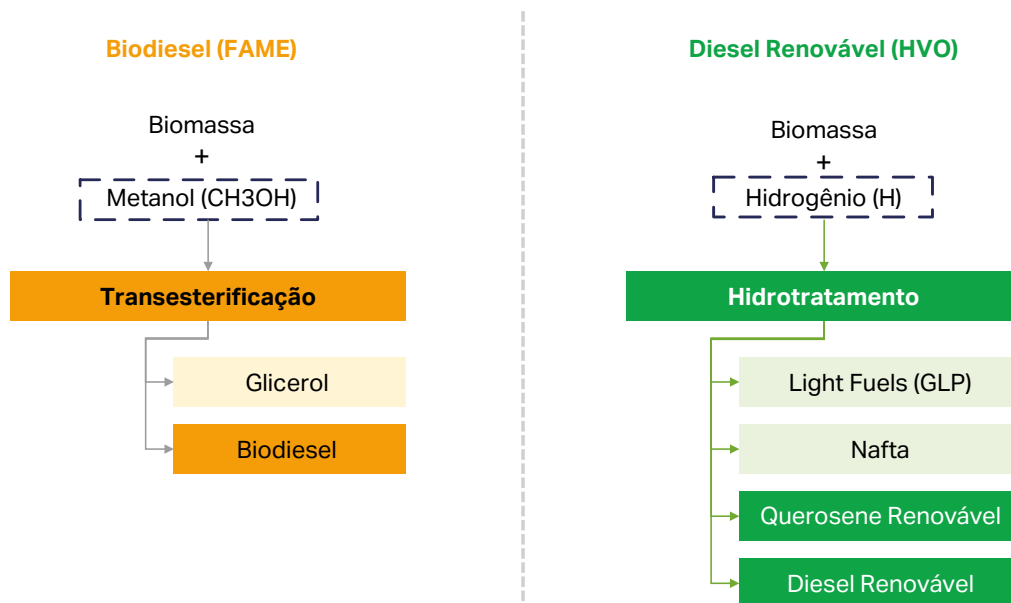 Biodiesel (FAME)
Biomassa
+
Metanol (CH3OH)
Transesterificação
Glicerol
Biodiesel
Diesel Renovável (HVO)
Biomassa
+
Hidrogênio (H)
Hidrotratamento
Light Fuels (GLP)
Nafta
Querosene Renovável
Diesel Renovável